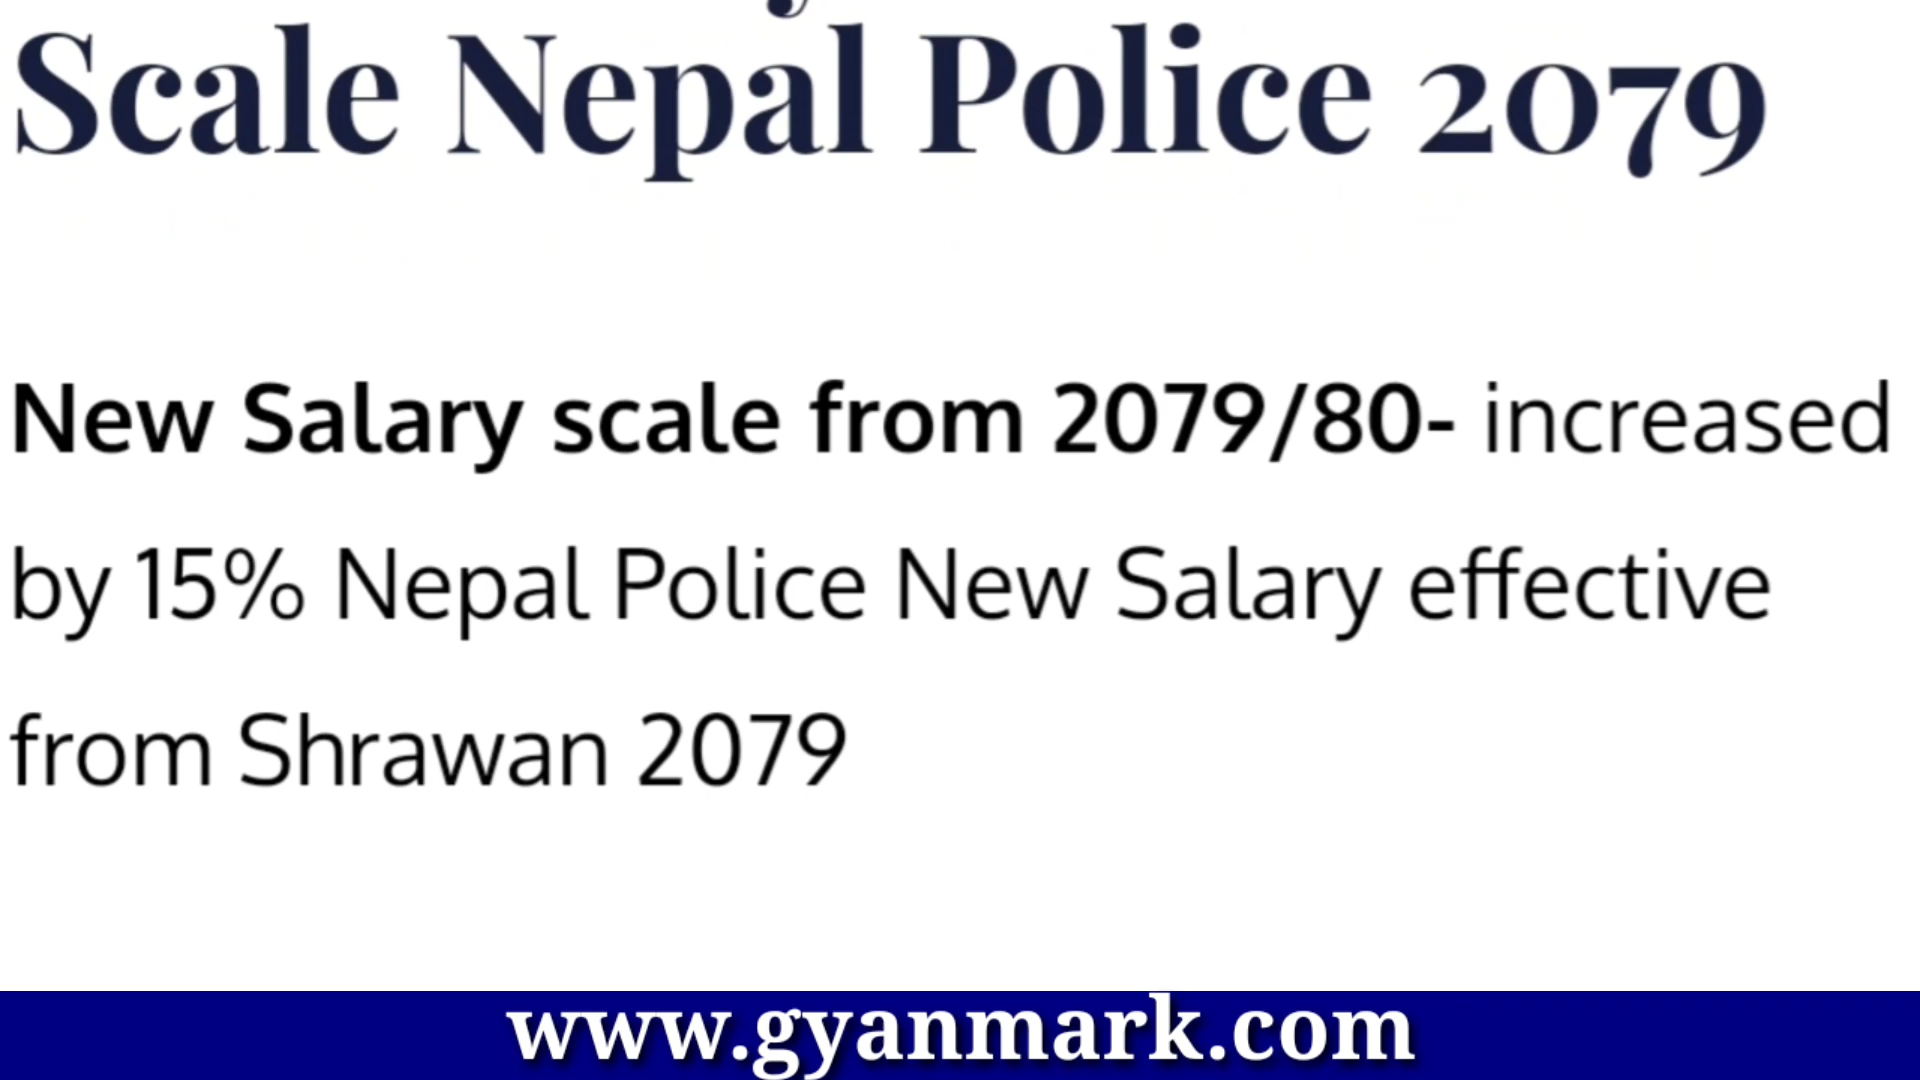 Scale Nepal Police 2079
New Salary scale from 2079/80- increased
by 15% Nepal Police New Salary effective
from Shrawan 2079
www.gyanmark.com